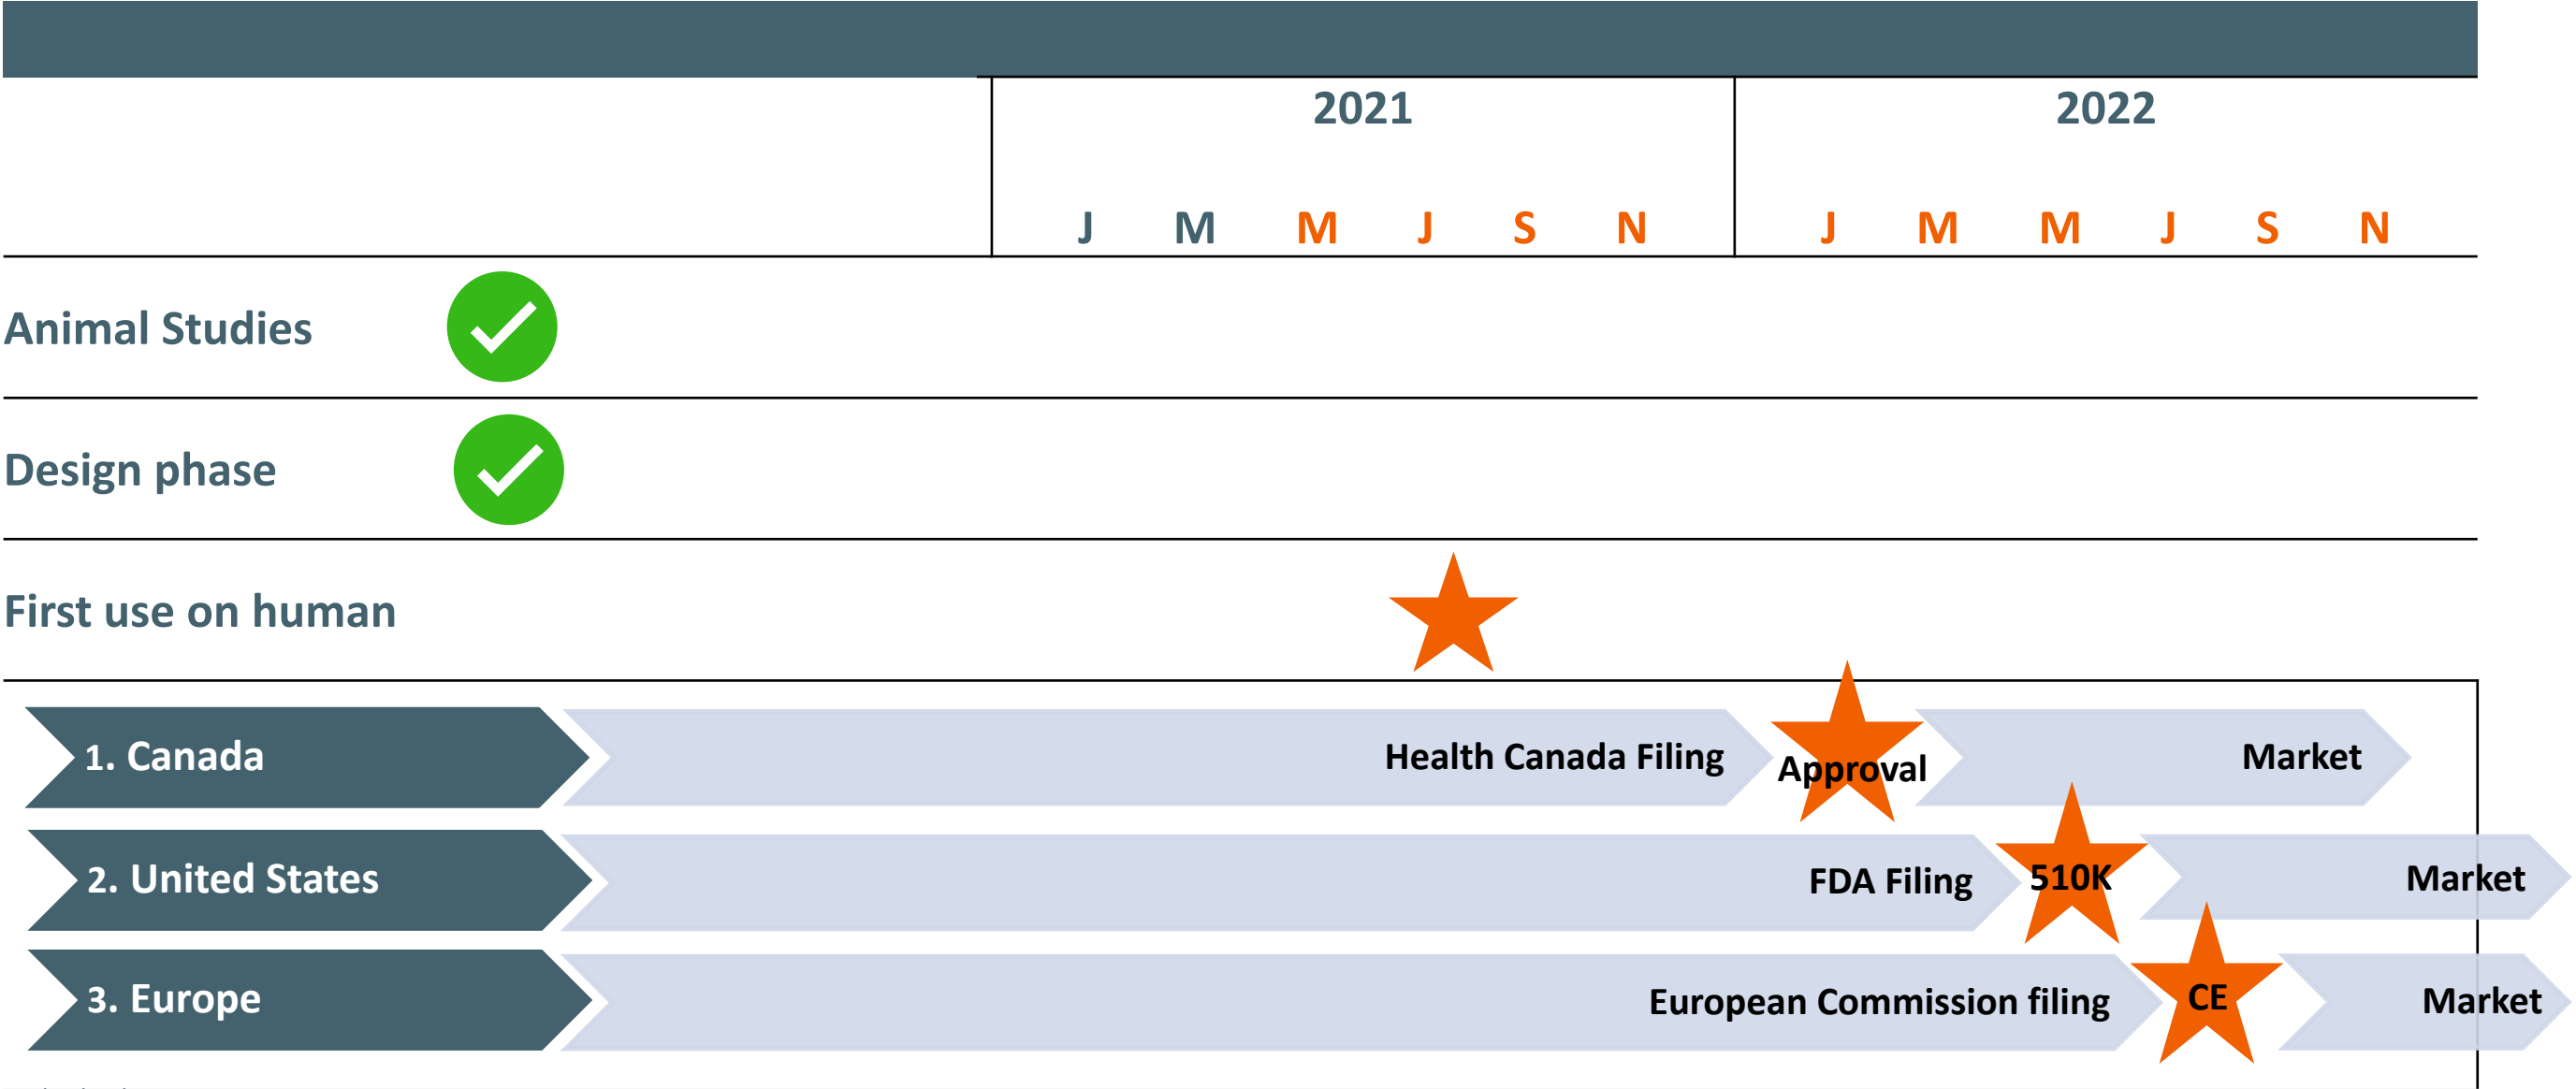 2021 2022
J M M J S N J M M J S N
Animal Studies
Design phase
First use on human
1. Canada Health Canada Filing Approval Market
2. United States FDA Filing 510K Market
3. Europe European Commission filing CE Market